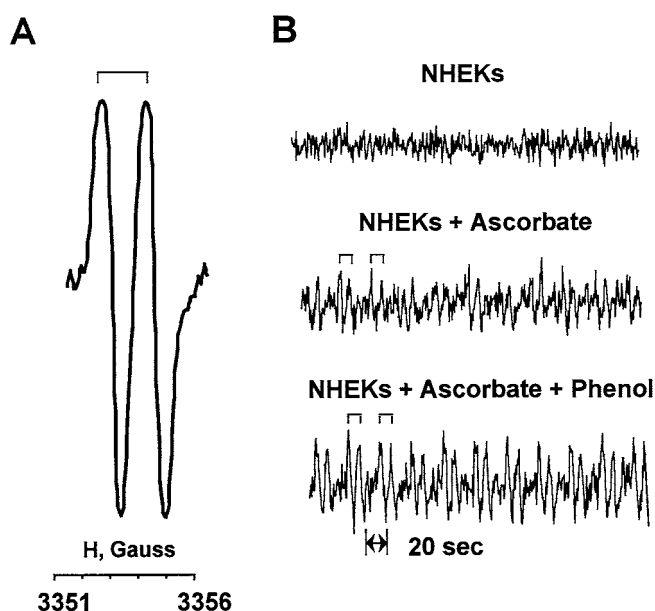 A
H, Gauss
3351 3356
B
NHEKs
NHEKs + Ascorbate
NHEKs + Ascorbate + Phenol
20 sec